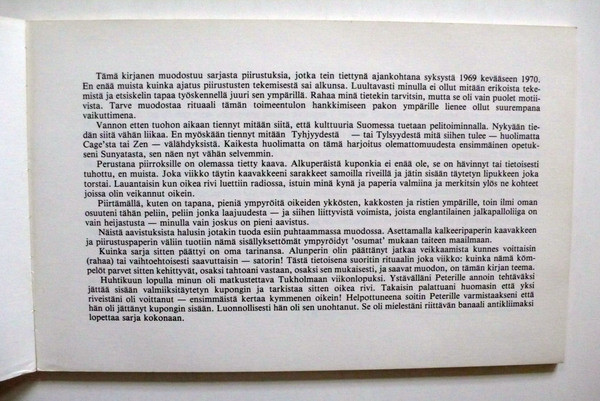 Tämä kirjanen muodostuu sarjasta piirustuksia, jotka tein tiettynä ajankohtana syksystä 1969 kevääseen 1970.
En enää muista kuinka ajatus piirustusten tekemisestä sai alkunsa. Luultavasti minulla ei ollut mitään erikoista teke-
mistä ja etsiskelin tapaa työskennellä juuri sen ympärillä. Rahaa minä tietekin tarvitsin, mutta se oli vain puolet motii-
vista. Tarve muodostaa rituaali tämän toimeentulon hankkimiseen pakon ympärille lienee ollut suurempana
vaikuttimena.
Vannon etten tuohon aikaan tiennyt mitään siitä, että kulttuuria Suomessa tuetaan pelitoiminnalla. Nykyään tie-
dän siitä vähän liikaa. En myöskään tiennyt mitään Tyhjyydestä — tai Tylsyydestä mitä siihen tulee — huolimatta
Cage'sta tai Zen — välähdyksistä. Kaikesta huolimatta on tämä harjoitus olemattomuudesta ensimmäinen opetuk-
seni Sunyatasta, sen näen nyt vähän selvemmin.
Perustana piirroksille on olemassa tietty kaava. Alkuperäistä kuponkia ei enää ole, se on hävinnyt tai tietoisesti
tuhottu, en muista. Joka viikko täytin kaavakkeeni sarakkeet samoilla riveillä ja jätin sisään täytetyn lipukkeen joka
torstai. Lauantaisin kun oikea rivi luettiin radiossa, istuin minä kynä ja paperia valmiina ja merkitsin ylös ne kohteet
joissa olin veikannut oikein.
Piirtämällä, kuten on tapana, pieniä ympyröitä oikeiden ykkösten, kakkosten ja ristien ympärille, toin ilmi oman
osuuteni tähän peliin, peliin jonka laajuudesta — ja siihen liittyvistä voimista, joista englantilainen jalkapalloliiga on
vain heijastusta — minulla vain joskus on pieni aavistus.
Näistä aavistuksista halusin jotakin tuoda esiin puhtaammassa muodossa. Asettamalla palkeeripaperin kaavakkeen
ja piirustuspaperin väliin tuotiin nämä sisällyksettömät ympyröidyt 'osumat' mukaan taiteen maailmaan.
Kuinka sarja sitten päättyi on oma tarinansa. Alunperin olin päättänyt jatkaa veikkaamista kunnes voittaisin
(rahaa) tai vaihtoehtoisesti saavuttaisin — satorin! Tästä tietoisena suoritin rituaalin joka viikko: kuinka nämä köm-
pelöt parvet sitten kehittyvät, osaksi tahtoani vastaan, osaksi sen mukaisesti, ja saavat muodon, on tämän kirjan teema.
Huhtikuun lopulla minun oli matkustettava Tukholmaan viikonlopuksi. Ystävälläni Peterille annoin tehtäväksi
jättää sisään valmiiksitäytetyn kupongin ja tarkistaa sitten oikea rivi. Takaisin palattuani huomasin että yksi
riveistäni oli voittanut — ensimmäistä kertaa kymmenen oikein! Helpottuneena soitin Peterille varmistaakseni että
hän oli jättänyt kupongin sisään. Luonnollisesti hän oli sen unohtanut. Se oli mielestäni riittävän banaali antikliimaksi
lopettaa sarja kokonaan.